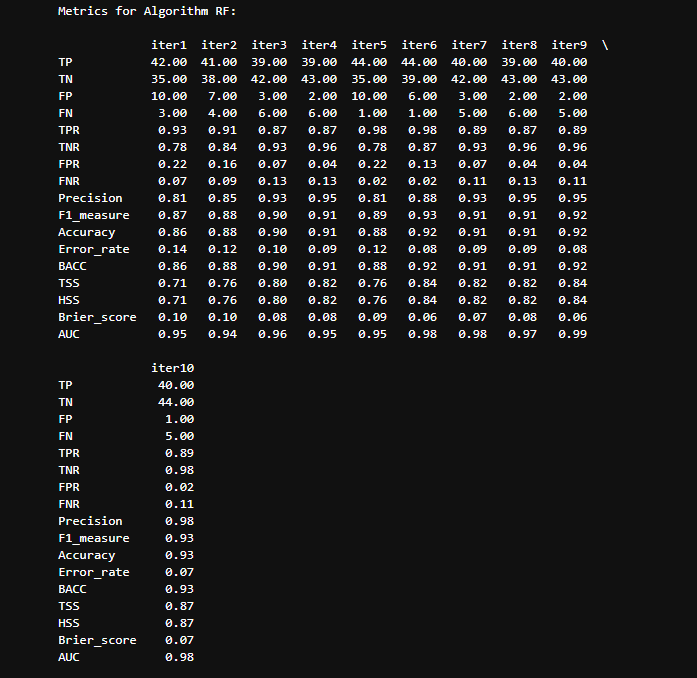 Metrics for Algorithm RF:
iter1 iter2 iter3 iter4 iter5 iter6 iter7 iter8 iter9 \
TP 42.00 41.00 39.00 39.00 44.00 44.00 40.00 39.00 40.00
TN 35.00 38.00 42.00 43.00 35.00 39.00 42.00 43.00 43.00
FP 10.00 7.00 3.00 2.00 10.00 6.00 3.00 2.00 2.00
FN 3.00 4.00 6.00 6.00 1.00 1.00 5.00 6.00 5.00
TPR 0.93 0.91 0.87 0.87 0.98 0.98 0.89 0.87 0.89
TNR 0.78 0.84 0.93 0.96 0.78 0.87 0.93 0.96 0.96
FPR 0.22 0.16 0.07 0.04 0.22 0.13 0.07 0.04 0.04
FNR 0.07 0.09 0.13 0.13 0.02 0.02 0.11 0.13 0.11
Precision 0.81 0.85 0.93 0.95 0.81 0.88 0.93 0.95 0.95
F1_measure 0.87 0.88 0.90 0.91 0.89 0.93 0.91 0.91 0.92
Accuracy 0.86 0.88 0.90 0.91 0.88 0.92 0.91 0.91 0.92
Error_rate 0.14 0.12 0.10 0.09 0.12 0.08 0.09 0.09 0.08
BACC 0.86 0.88 0.90 0.91 0.88 0.92 0.91 0.91 0.92
TSS 0.71 0.76 0.80 0.82 0.76 0.84 0.82 0.82 0.84
HSS 0.71 0.76 0.80 0.82 0.76 0.84 0.82 0.82 0.84
Brier_score 0.10 0.10 0.08 0.08 0.09 0.06 0.07 0.08 0.06
AUC 0.95 0.94 0.96 0.95 0.95 0.98 0.98 0.97 0.99
iter10
TP 40.00
TN 44.00
FP 1.00
FN 5.00
TPR 0.89
TNR 0.98
FPR 0.02
FNR 0.11
Precision 0.98
F1_measure 0.93
Accuracy 0.93
Error_rate 0.07
BACC 0.93
TSS 0.87
HSS 0.87
Brier_score 0.07
AUC 0.98